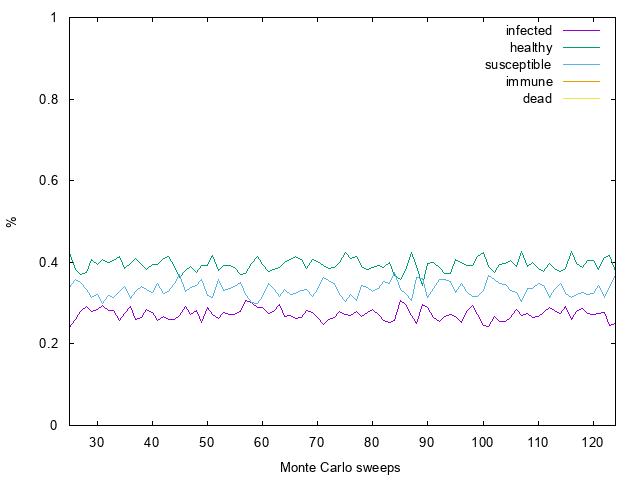 1
0.8
0.6
0.4
0.2
0
%
30 40 50 60 70 80 90 100 110 120
Monte Carlo sweeps
infected
healthy
susceptible
immune
dead